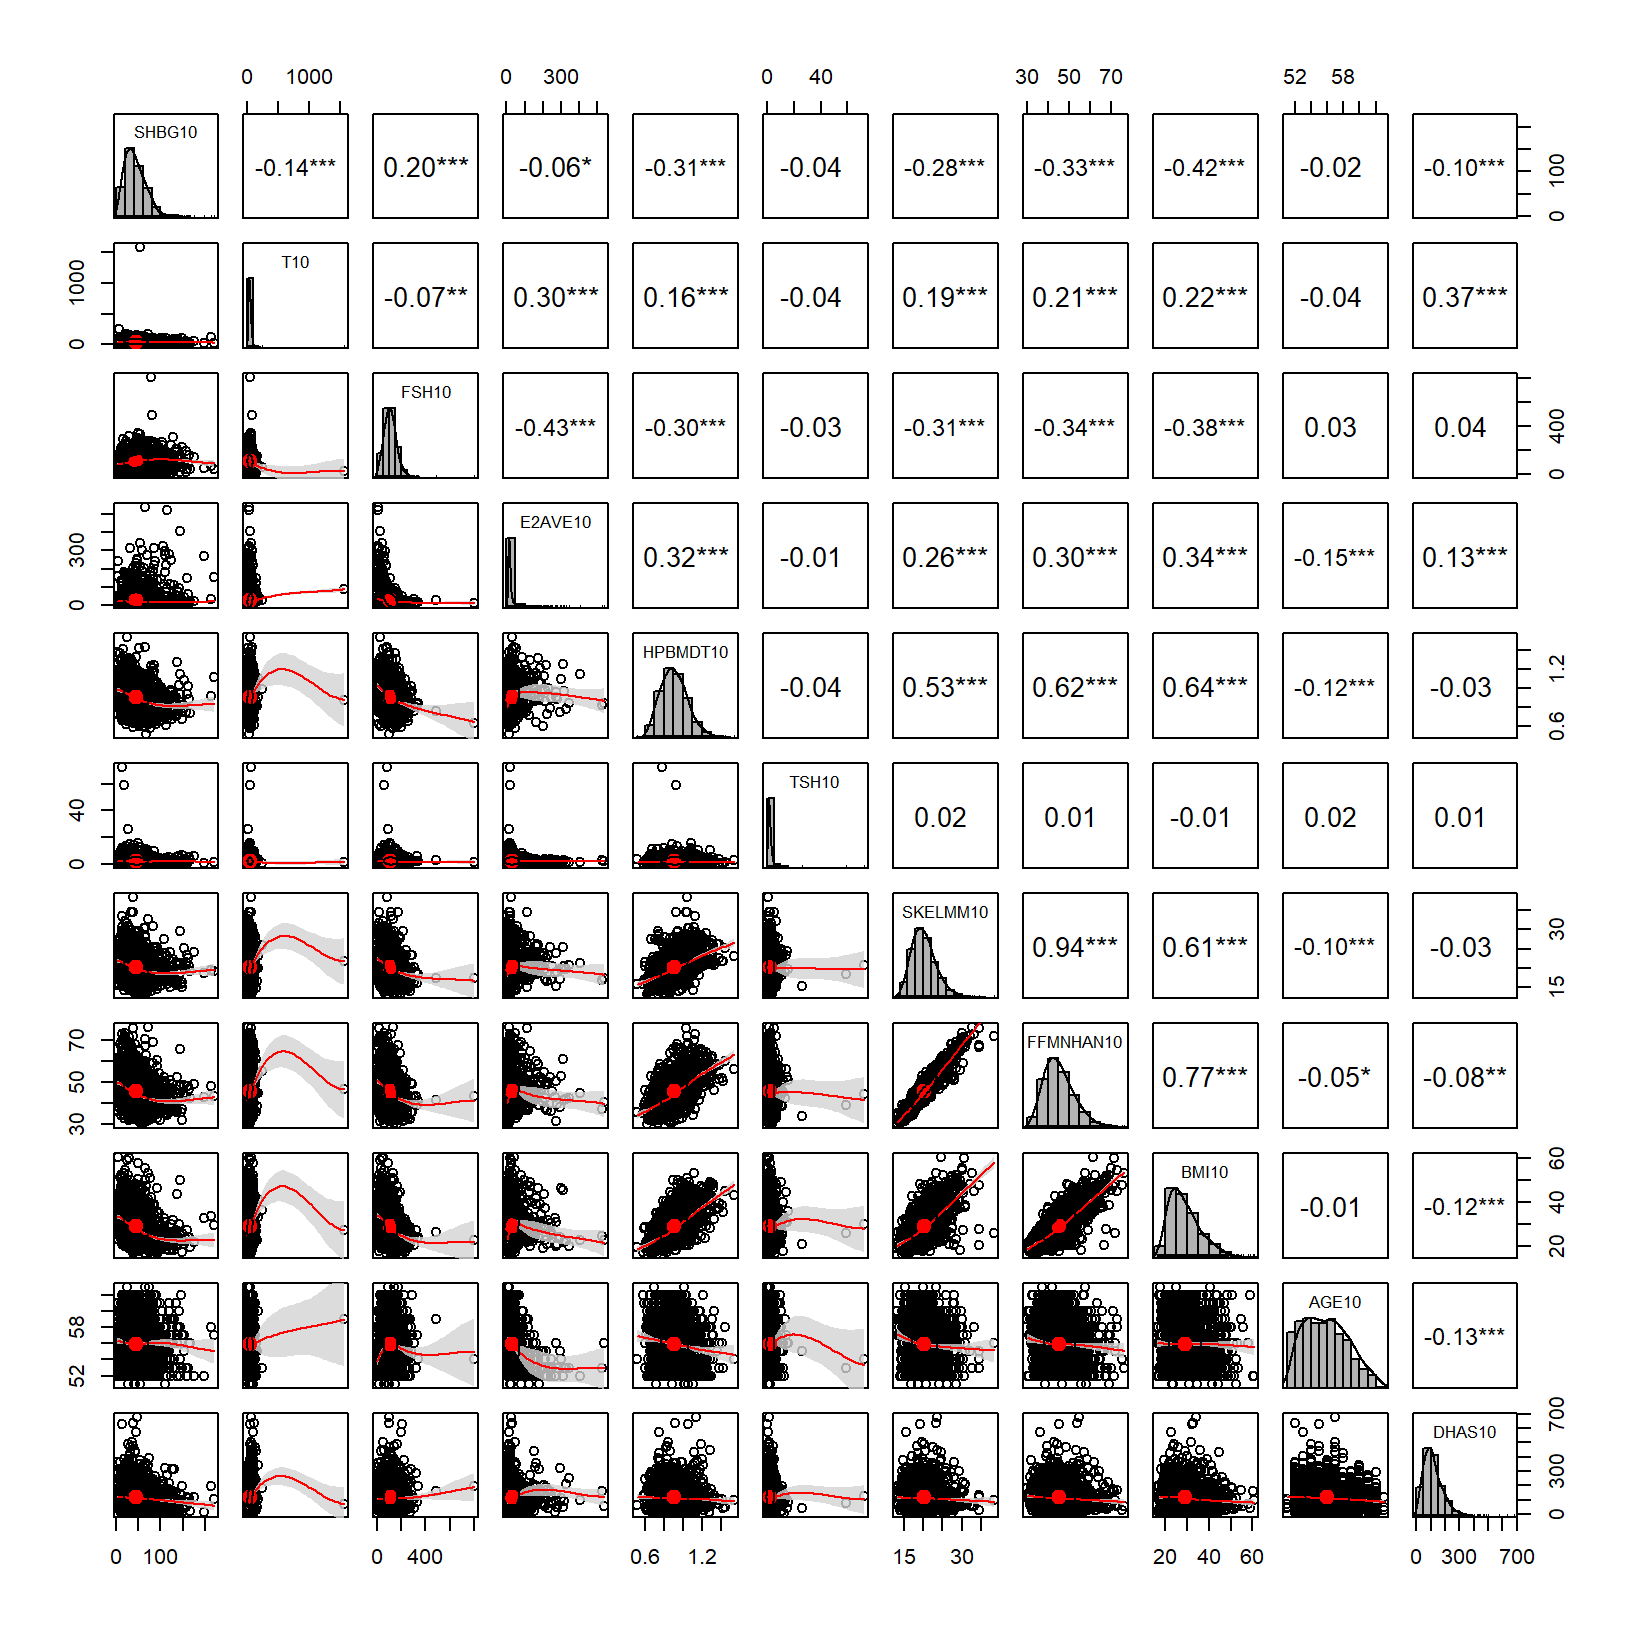 0 1000 0 300 0 40 30 50 70 52 58
SHBG10 -0.14*** 0.20*** -0.06* -0.31*** -0.04 -0.28*** -0.33*** -0.42*** -0.02 -0.10*** 0 100
0 1000 T10 -0.07** 0.30*** 0.16*** -0.04 0.19*** 0.21*** 0.22*** -0.04 0.37***
FSH10 -0.43*** -0.30*** -0.03 -0.31*** -0.34*** -0.38*** 0.03 0.04 0 400
0 300 E2AVE10 0.32*** -0.01 0.26*** 0.30*** 0.34*** -0.15*** 0.13***
HPBMDT10 -0.04 0.53*** 0.62*** 0.64*** -0.12*** -0.03 0.6 1.2
0 40 TSH10 0.02 0.01 -0.01 0.02 0.01
SKELMM10 0.94*** 0.61*** -0.10*** -0.03 15 30
30 50 70 FFMNHAN10 0.77*** -0.05* -0.08**
BMI10 -0.01 -0.12*** 20 40 60
52 58 AGE10 -0.13***
DHAS10 0 300 700
0 100 0 400 0.6 1.2 15 30 20 40 60 0 300 700